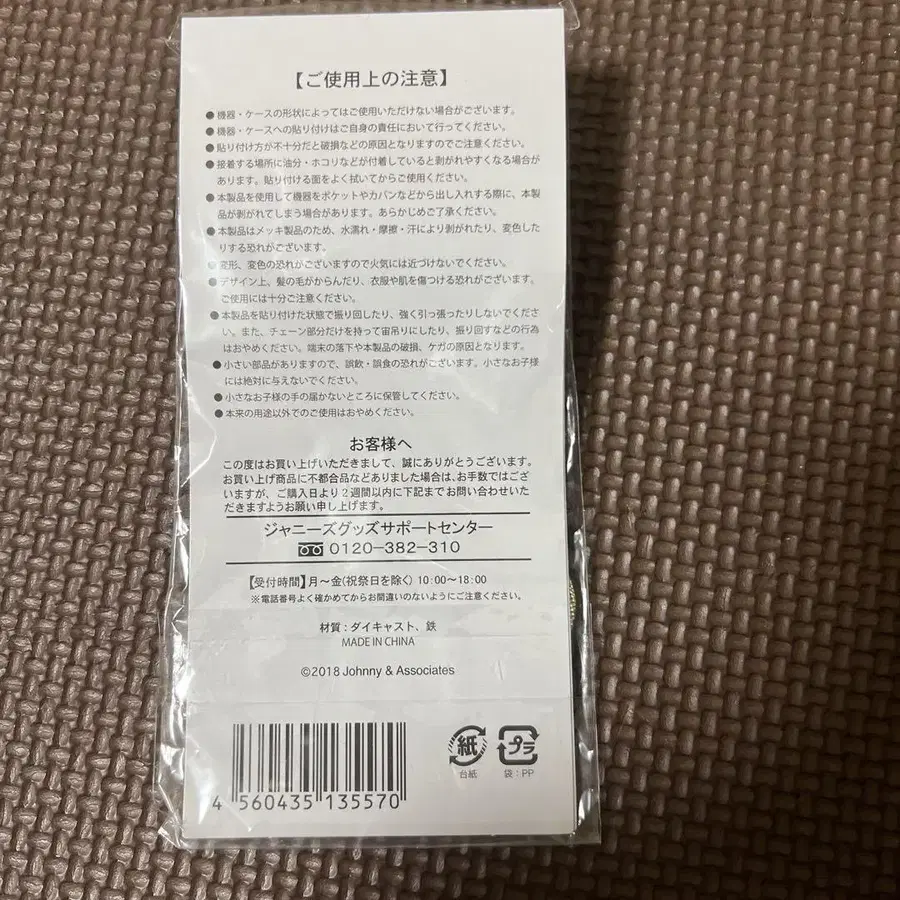 【ご使用上の注意】
●機器・ケースの形状によってはご使用いただけない場合がございます。
●機器・ケースへの貼り付けはご自身の責任において行ってください。
●貼り付け方が不十分だと破損などの原因となりますのでご注意ください。
●接着する場所に油分・ホコリなどが付着していると剥がれやすくなる場合が
あります。貼り付ける面をよく拭いてからご使用ください。
●本製品を使用して機器をポケットやカバンなどから出し入れする際に、本製
品が剥がれてしまう場合があります。あらかじめご了承ください。
●本製品はメッキ製品のため、水濡れ・摩擦・汗により剥がれたり、変色した
りする恐れがございます。
●変形、変色の恐れがございますので火気には近づけないでください。
●デザイン上、髪の毛がからんだり、衣服や肌を傷つける恐れがございます。
ご使用には十分ご注意ください。
●本製品を貼り付けた状態で振り回したり、強く引っ張ったりしないでくださ
い。また、チェーン部分だけを持って宙吊りにしたり、振り回すなどの行為
はおやめください。端末の落下や本製品の破損、ケガの原因となります。
●小さい部品がありますので、誤飲・誤食の恐れがございます。小さなお子様
には絶対に与えないでください。
●小さなお子様の手の届かないところに保管してください。
●本来の用途以外でのご使用はおやめください。
お客様へ
この度はお買い上げいただきまして、誠にありがとうございます。
お買い上げ商品に不都合品などありました場合は、お手数ではござ
いますが、ご購入日より2週間以内に下記までお問い合わせいた
だきますようお願い申し上げます。
ジャニーズグッズサポートセンター
0120-382-310
【受付時間】月〜金(祝祭日を除く) 10:00〜18:00
※電話番号よく確かめてからお間違いのないようにご注意ください。
材質：ダイキャスト、鉄
MADE IN CHINA
©2018 Johnny & Associates
紙 プラ
台紙 袋：PP
4 560435 135570